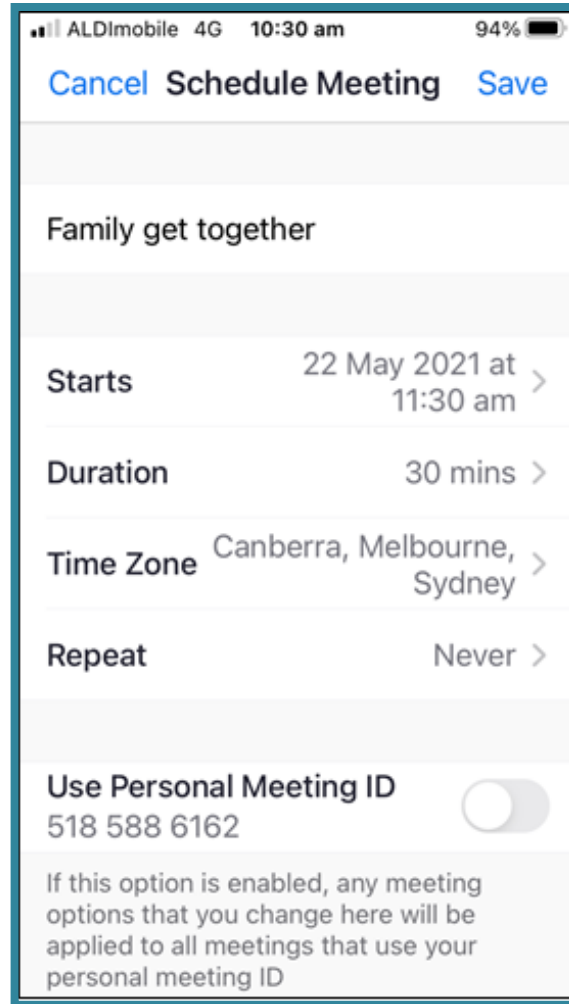 ALDImobile 4G 10:30 am 94%
Cancel Schedule Meeting Save
Family get together
Starts 22 May 2021 at
11:30 am
Duration 30 mins
Time Zone Canberra, Melbourne,
Sydney
Repeat Never
Use Personal Meeting ID
518 588 6162
If this option is enabled, any meeting
options that you change here will be
applied to all meetings that use your
personal meeting ID